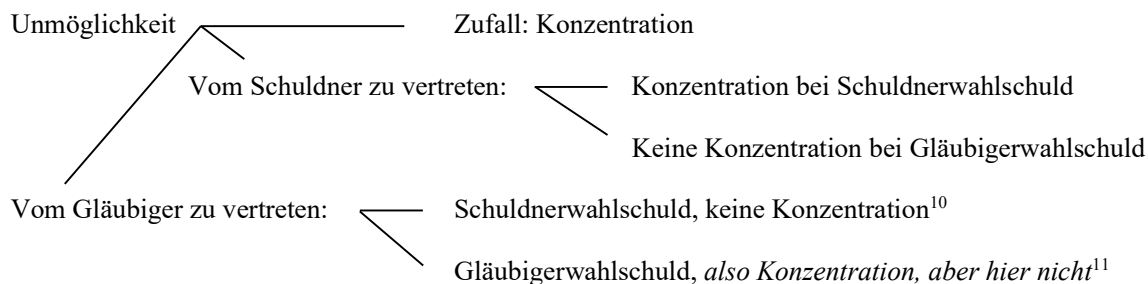 Unmöglichkeit Zufall: Konzentration
Vom Schuldner zu vertreten: Konzentration bei Schuldnerwahlschuld
Keine Konzentration bei Gläubigerwahlschuld
Vom Gläubiger zu vertreten: Schuldnerwahlschuld, keine Konzentration¹⁰
Gläubigerwahlschuld, also Konzentration, aber hier nicht¹¹